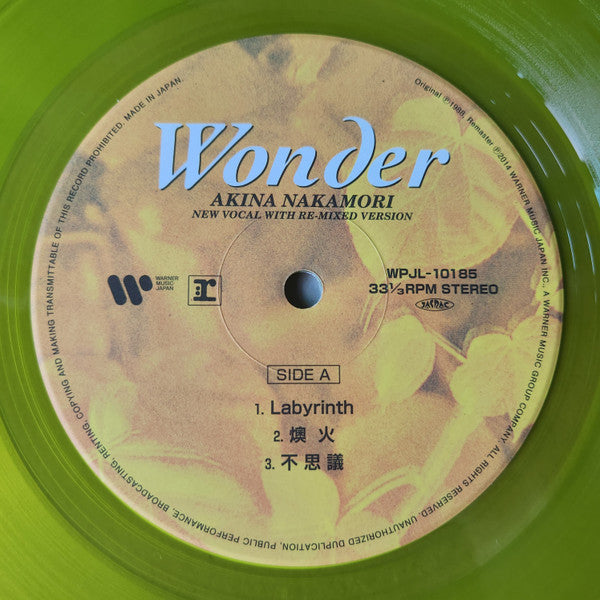 Wonder
AKINA NAKAMORI
NEW VOCAL WITH RE-MIXED VERSION
WARNER
MUSIC
JAPAN
r
WPJL-10185
33⅓RPM STEREO
JASRAC
SIDE A
1. Labyrinth
2. 燠 火
3. 不思議
Original ℗1988, Remaster ℗2014 WARNER MUSIC JAPAN INC., A WARNER MUSIC GROUP COMPANY. ALL RIGHTS RESERVED. UNAUTHORIZED DUPLICATION, PUBLIC PERFORMANCE, BROADCASTING, RENTING, COPYING AND MAKING TRANSMITTABLE OF THIS RECORD PROHIBITED. MADE IN JAPAN.